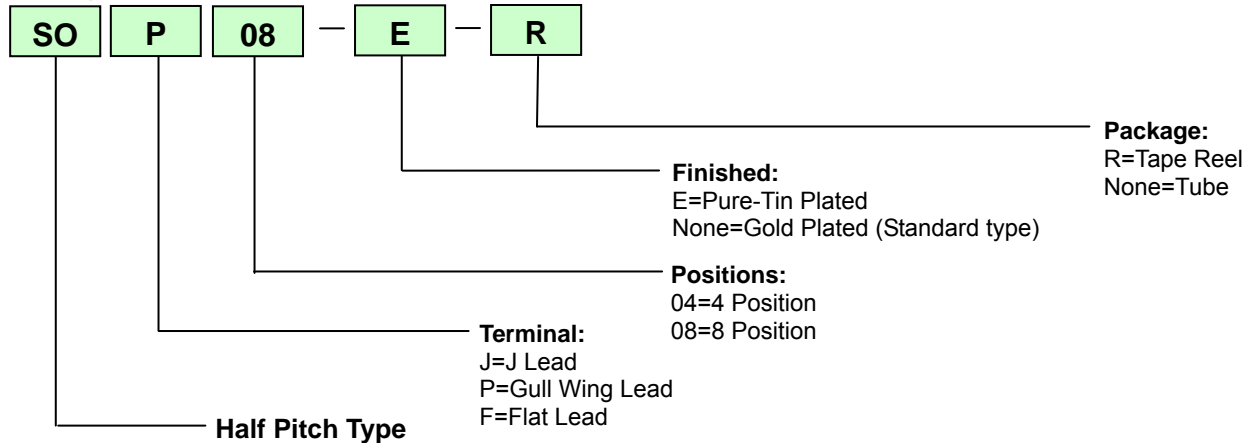 SO P 08 – E – R
Package:
R=Tape Reel
None=Tube
Finished:
E=Pure-Tin Plated
None=Gold Plated (Standard type)
Positions:
04=4 Position
08=8 Position
Terminal:
J=J Lead
P=Gull Wing Lead
F=Flat Lead
Half Pitch Type